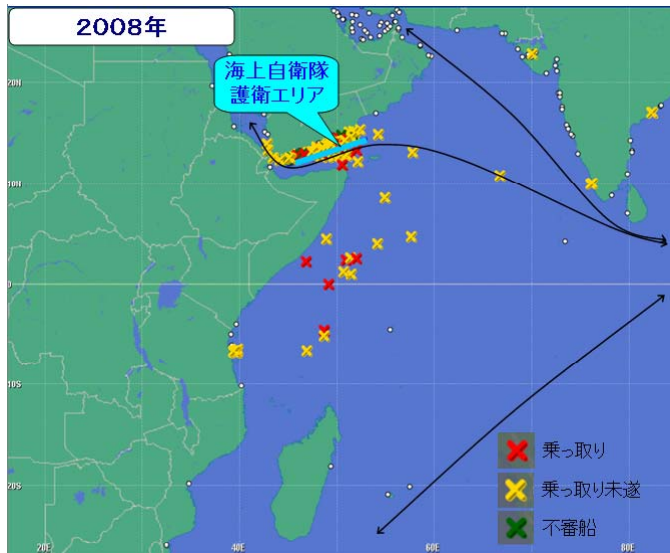 2008年
海上自衛隊
護衛エリア
20N
10N
0
10S
20S
乗っ取り
乗っ取り未遂
不審船
20E
40E
60E
80E